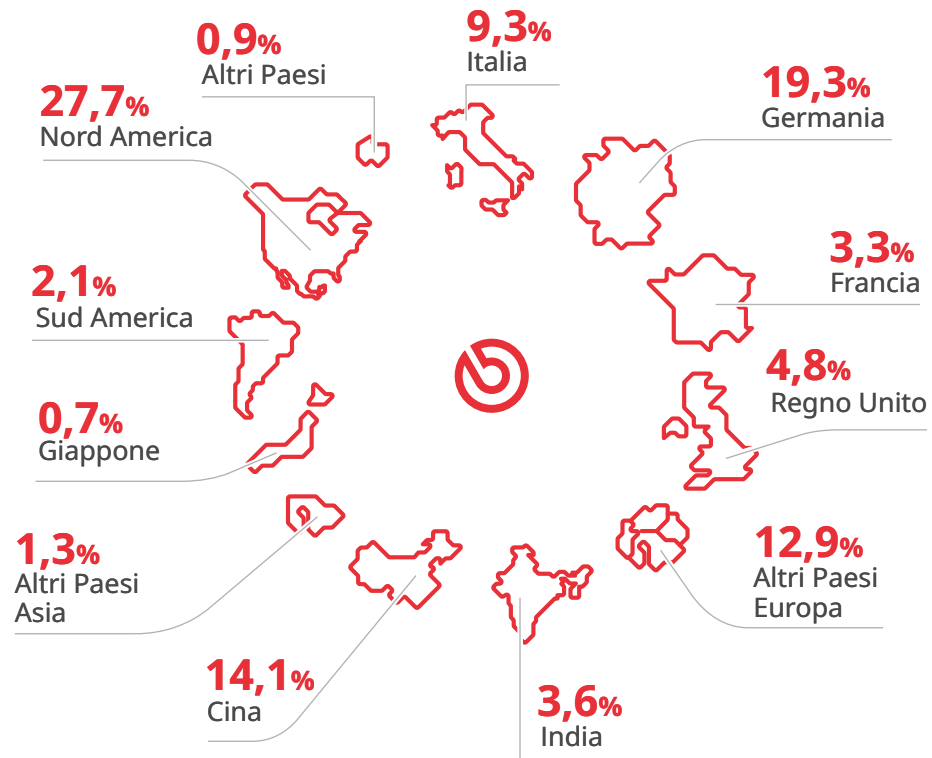 9,3%
Italia
19,3%
Germania
3,3%
Francia
4,8%
Regno Unito
12,9%
Altri Paesi
Europa
3,6%
India
14,1%
Cina
1,3%
Altri Paesi
Asia
0,7%
Giappone
2,1%
Sud America
27,7%
Nord America
0,9%
Altri Paesi